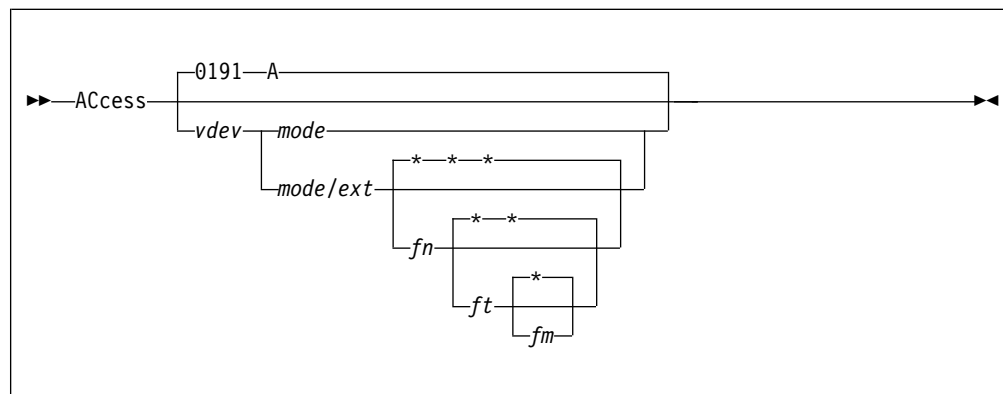 0191 A
ACcess
vdev mode
* * *
mode/ext
* *
fn
*
ft
fm